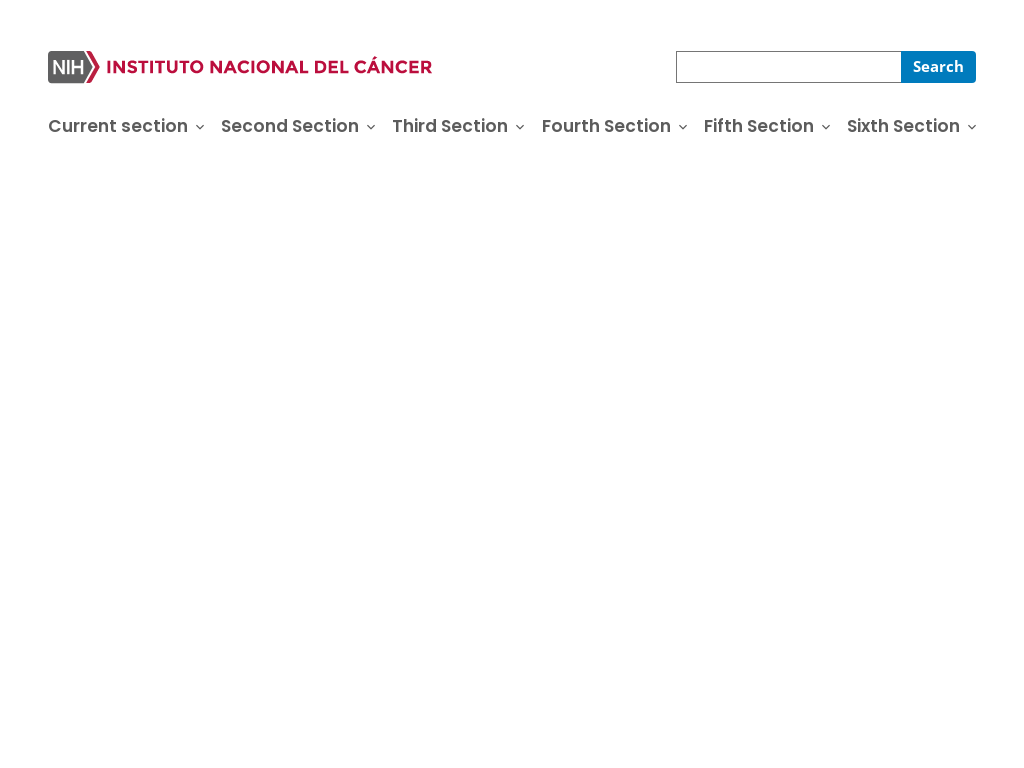 NIH INSTITUTO NACIONAL DEL CÁNCER
Search
Current section Second Section Third Section Fourth Section Fifth Section Sixth Section